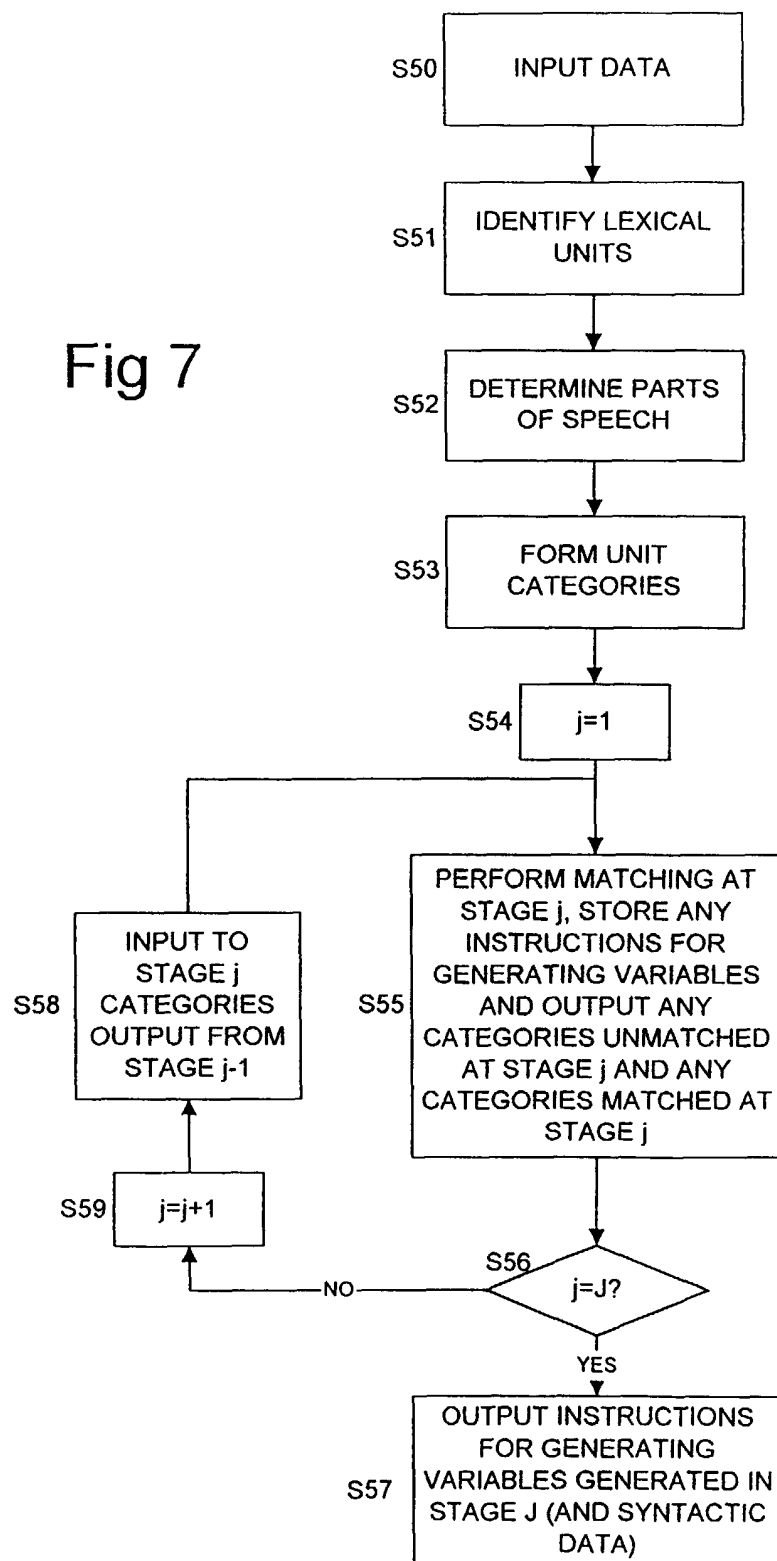 S50
INPUT DATA
S51
IDENTIFY LEXICAL
UNITS
Fig 7
S52
DETERMINE PARTS
OF SPEECH
S53
FORM UNIT
CATEGORIES
S54
j=1
S55
PERFORM MATCHING AT
STAGE j, STORE ANY
INSTRUCTIONS FOR
GENERATING VARIABLES
AND OUTPUT ANY
CATEGORIES UNMATCHED
AT STAGE j AND ANY
CATEGORIES MATCHED AT
STAGE j
S58
INPUT TO
STAGE j
CATEGORIES
OUTPUT FROM
STAGE j-1
S59
j=j+1
S56
j=J?
NO
YES
S57
OUTPUT INSTRUCTIONS
FOR GENERATING
VARIABLES GENERATED IN
STAGE J (AND SYNTACTIC
DATA)